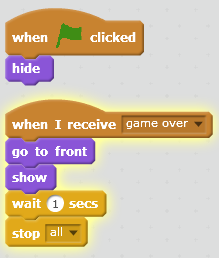 when clicked
hide
when I receive game over
go to front
show
wait 1 secs
stop all